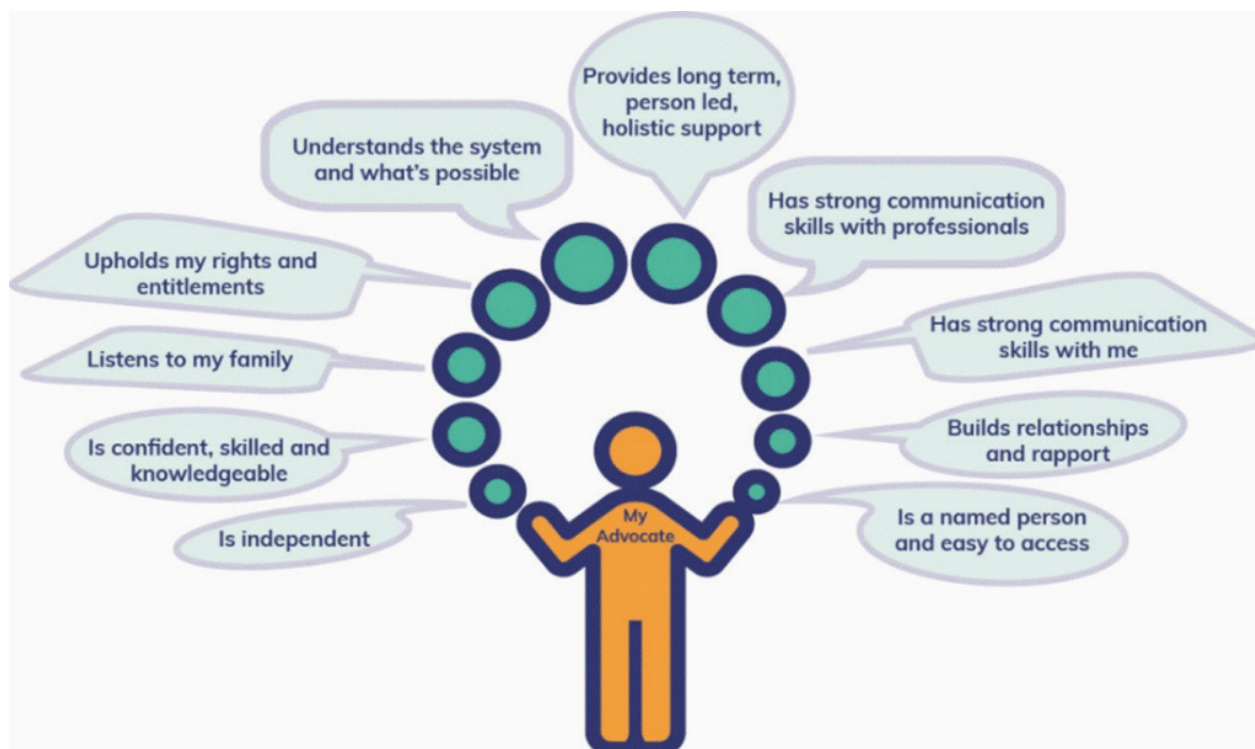 Provides long term,
person led,
holistic support
Understands the system
and what's possible
Has strong communication
skills with professionals
Upholds my rights and
entitlements
Has strong communication
skills with me
Listens to my family
Builds relationships
and rapport
Is confident, skilled and
knowledgeable
Is a named person
and easy to access
Is independent
My
Advocate